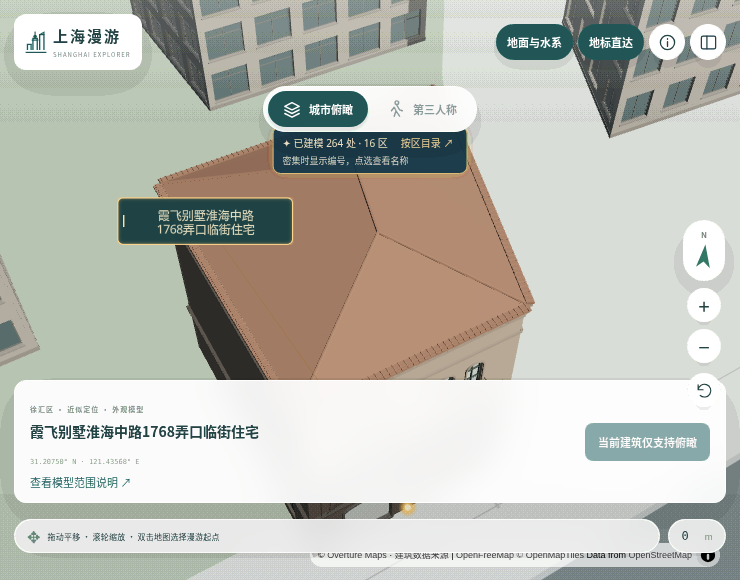 上海漫游
SHANGHAI EXPLORER
地面与水系
地标直达
城市俯瞰
第三人称
✦ 已建模 264 处 · 16 区 按区目录 ↗
密集时显示编号，点选查看名称
霞飞别墅淮海中路
1768弄口临街住宅
N
+
−
徐汇区 · 近似定位 · 外观模型
霞飞别墅淮海中路1768弄口临街住宅
31.20750° N · 121.43560° E
查看模型范围说明 ↗
当前建筑仅支持俯瞰
拖动平移 · 滚轮缩放 · 双击地图选择漫游起点
0 m
© Overture Maps · 建筑数据来源 | OpenFreeMap © OpenMapTiles Data from OpenStreetMap